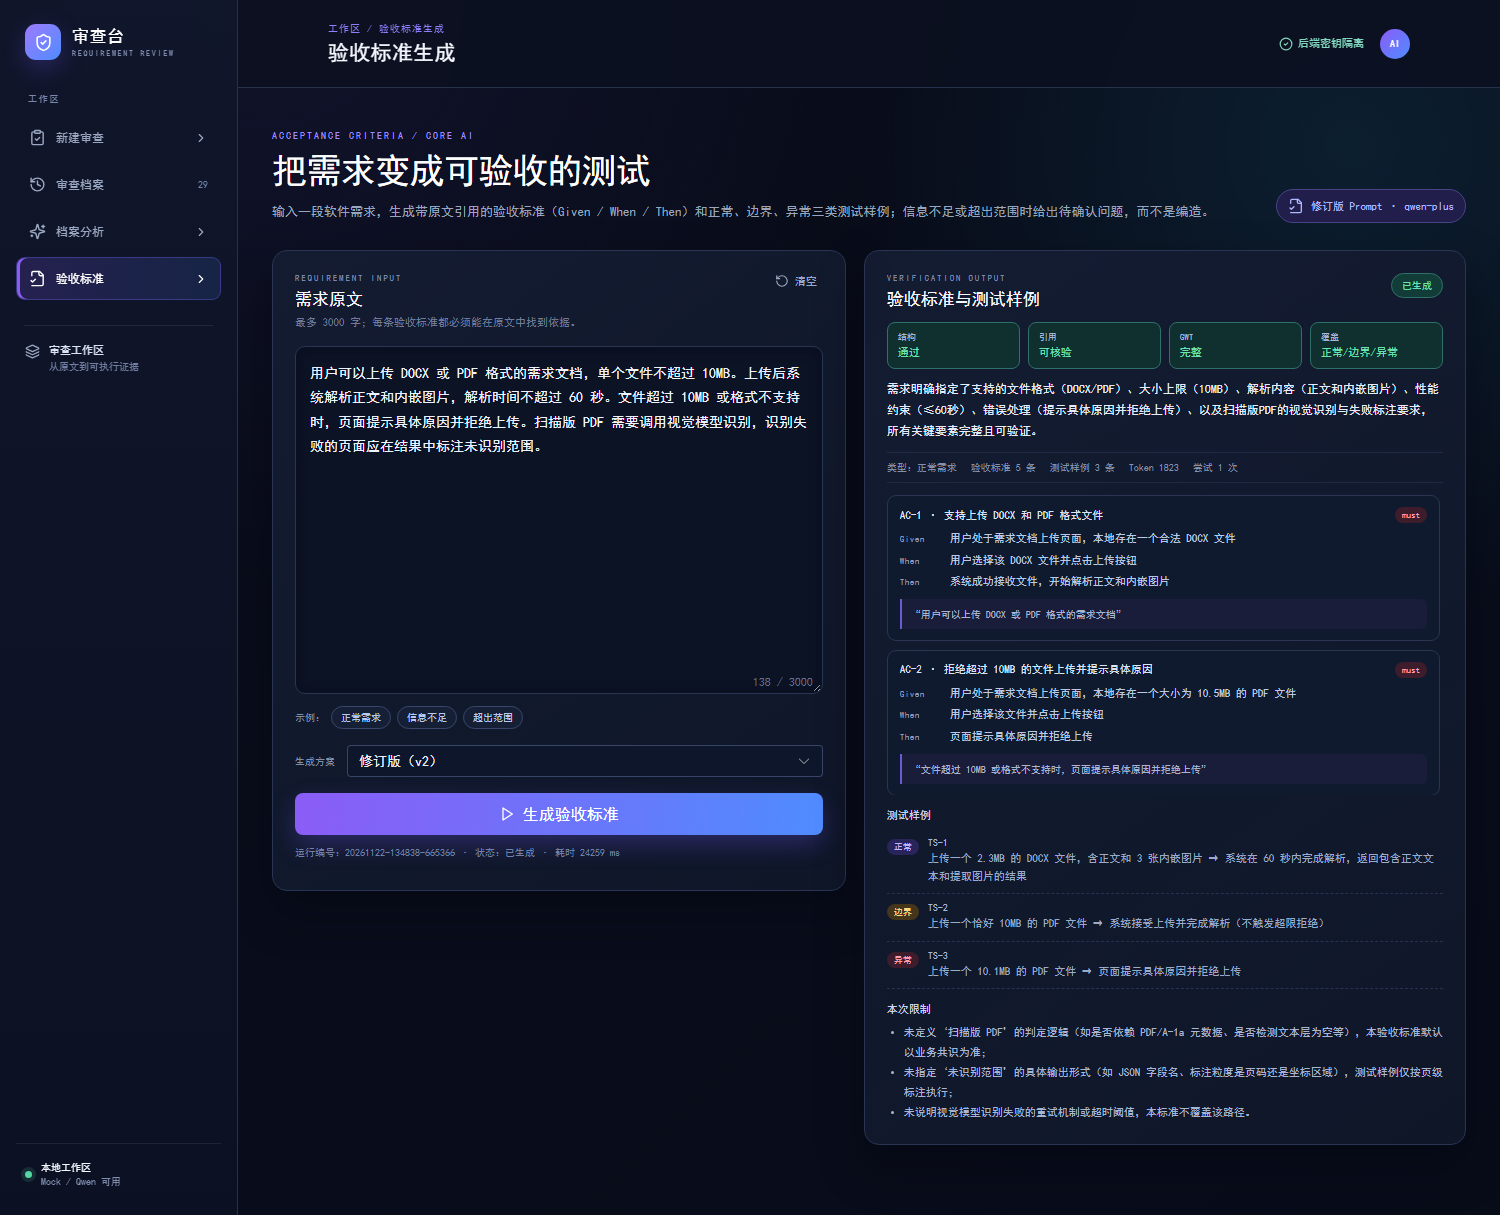 审查台
REQUIREMENT REVIEW
工作区
新建审查
审查档案 29
档案分析
验收标准
审查工作区
从原文到可执行证据
本地工作区
Mock / Qwen 可用
工作区 / 验收标准生成
验收标准生成
后端密钥隔离
AI
ACCEPTANCE CRITERIA / CORE AI
把需求变成可验收的测试
输入一段软件需求，生成带原文引用的验收标准（Given / When / Then）和正常、边界、异常三类测试样例；信息不足或超出范围时给出待确认问题，而不是编造。
修订版 Prompt · qwen-plus
REQUIREMENT INPUT
需求原文
清空
最多 3000 字；每条验收标准都必须能在原文中找到依据。
用户可以上传 DOCX 或 PDF 格式的需求文档，单个文件不超过 10MB。上传后系
统解析正文和内嵌图片，解析时间不超过 60 秒。文件超过 10MB 或格式不支持
时，页面提示具体原因并拒绝上传。扫描版 PDF 需要调用视觉模型识别，识别失
败的页面应在结果中标注未识别范围。
138 / 3000
示例： 正常需求 信息不足 超出范围
生成方案 修订版（v2）
生成验收标准
运行编号：20261122-134838-665366 · 状态：已生成 · 耗时 24259 ms
VERIFICATION OUTPUT
验收标准与测试样例
已生成
结构
通过
引用
可核验
GWT
完整
覆盖
正常/边界/异常
需求明确指定了支持的文件格式（DOCX/PDF）、大小上限（10MB）、解析内容（正文和内嵌图片）、性能
约束（≤60秒）、错误处理（提示具体原因并拒绝上传）、以及扫描版PDF的视觉识别与失败标注要求，
所有关键要素完整且可验证。
类型：正常需求 验收标准 5 条 测试样例 3 条 Token 1823 尝试 1 次
AC-1 · 支持上传 DOCX 和 PDF 格式文件 must
Given 用户处于需求文档上传页面，本地存在一个合法 DOCX 文件
When 用户选择该 DOCX 文件并点击上传按钮
Then 系统成功接收文件，开始解析正文和内嵌图片
“用户可以上传 DOCX 或 PDF 格式的需求文档”
AC-2 · 拒绝超过 10MB 的文件上传并提示具体原因 must
Given 用户处于需求文档上传页面，本地存在一个大小为 10.5MB 的 PDF 文件
When 用户选择该文件并点击上传按钮
Then 页面提示具体原因并拒绝上传
“文件超过 10MB 或格式不支持时，页面提示具体原因并拒绝上传”
测试样例
正常 TS-1
上传一个 2.3MB 的 DOCX 文件，含正文和 3 张内嵌图片 → 系统在 60 秒内完成解析，返回包含正文文
本和提取图片的结果
边界 TS-2
上传一个恰好 10MB 的 PDF 文件 → 系统接受上传并完成解析（不触发超限拒绝）
异常 TS-3
上传一个 10.1MB 的 PDF 文件 → 页面提示具体原因并拒绝上传
本次限制
• 未定义‘扫描版 PDF’的判定逻辑（如是否依赖 PDF/A-1a 元数据、是否检测文本层为空等），本验收标准默认
以业务共识为准；
• 未指定‘未识别范围’的具体输出形式（如 JSON 字段名、标注粒度是页码还是坐标区域），测试样例仅按页级
标注执行；
• 未说明视觉模型识别失败的重试机制或超时阈值，本标准不覆盖该路径。